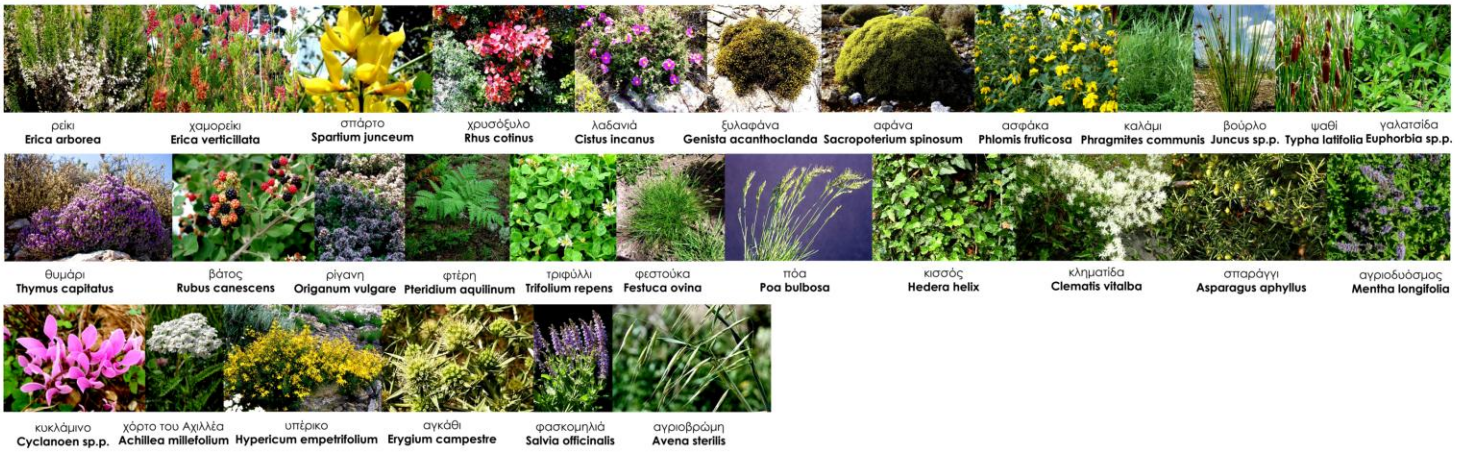 ρείκι χαμορείκι σπάρτο χρυσόξυλο λαδανιά ξυλαφάνα αφάνα ασφάκα καλάμι βούρλο ψαθί γαλατσίδα
Erica arborea Erica verticillata Spartium junceum Rhus cotinus Cistus incanus Genista acanthoclanda Sacropoterium spinosum Phlomis fruticosa Phragmites communis Juncus sp.p. Typha latifolia Euphorbia sp.p.
θυμάρι βάτος ρίγανη φτέρη τριφύλλι φεστούκα πόα κισσός κληματίδα σπαράγγι αγριοδυόσμος
Thymus capitatus Rubus canescens Origanum vulgare Pteridium aquilinum Trifolium repens Festuca ovina Poa bulbosa Hedera helix Clematis vitalba Asparagus aphyllus Mentha longifolia
κυκλάμινο χόρτο του Αχιλλέα υπέρικο αγκάθι φασκομηλιά αγριοβρώμη
Cyclanoen sp.p. Achillea millefolium Hypericum empetrifolium Erygium campestre Salvia officinalis Avena sterilis